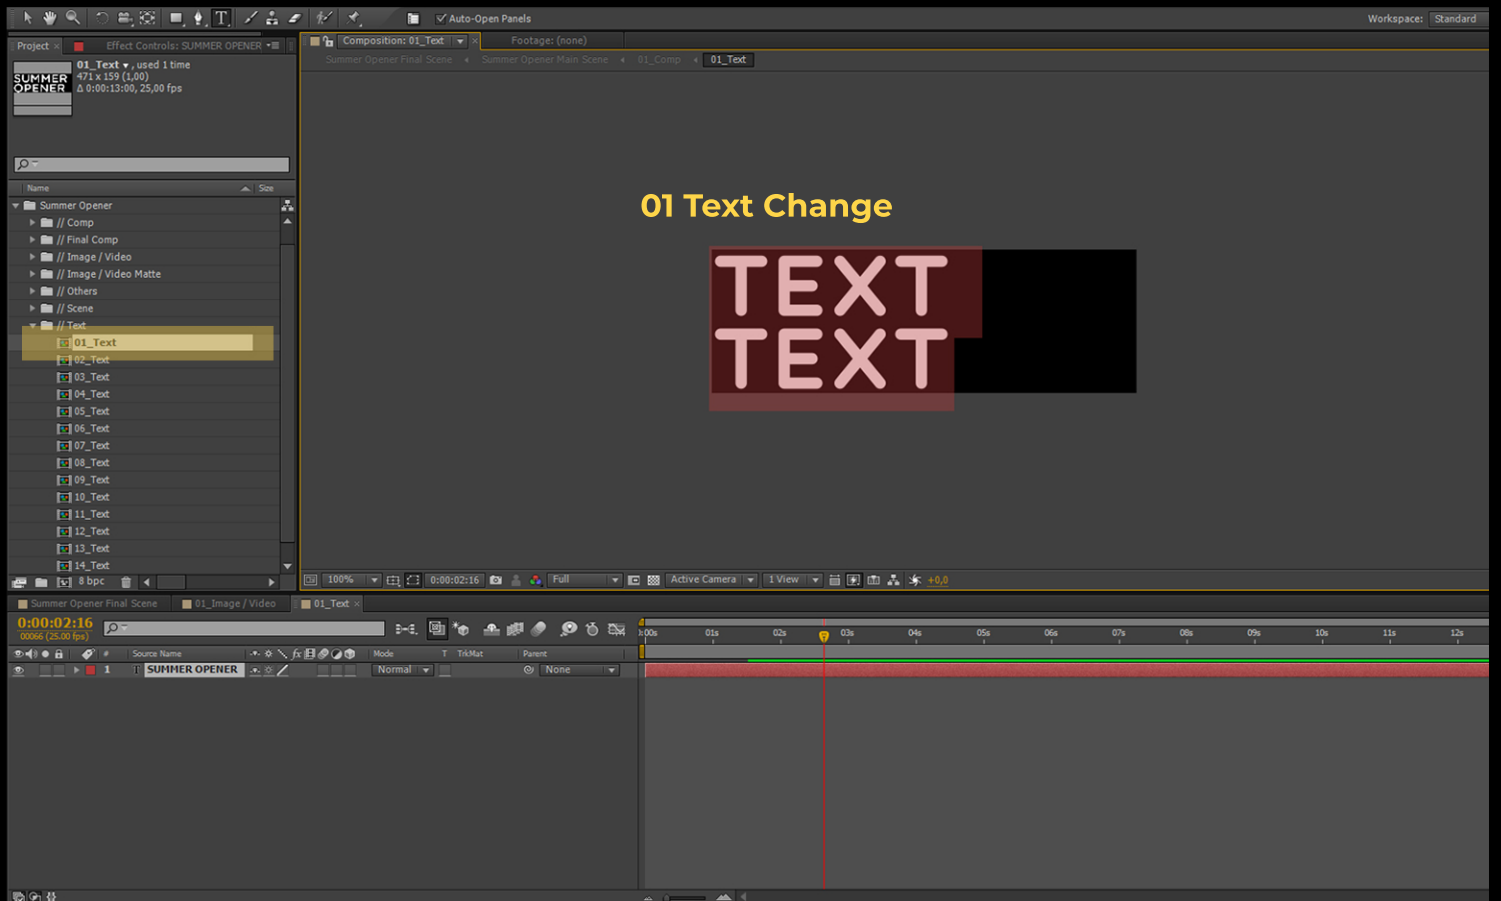 Auto-Open Panels
Workspace: Standard
Project
Effect Controls: SUMMER OPENER
Composition: 01_Text
Footage: (none)
01_Text , used 1 time
471 x 159 (1,00)
Δ 0:00:13:00, 25,00 fps
SUMMER
OPENER
Summer Opener Final Scene
Summer Opener Main Scene
01_Comp
01_Text
Name
Size
Summer Opener
// Comp
// Final Comp
// Image / Video
// Image / Video Matte
// Others
// Scene
// Text
01_Text
02_Text
03_Text
04_Text
05_Text
06_Text
07_Text
08_Text
09_Text
10_Text
11_Text
12_Text
13_Text
14_Text
8 bpc
01 Text Change
TEXT
TEXT
100%
0:00:02:16
Full
Active Camera
1 View
+0,0
Summer Opener Final Scene
01_Image / Video
01_Text
0:00:02:16
00066 (25.00 fps)
:00s 01s 02s 03s 04s 05s 06s 07s 08s 09s 10s 11s 12s
# Source Name
fx
Mode
T TrkMat
Parent
1 T SUMMER OPENER
Normal
None